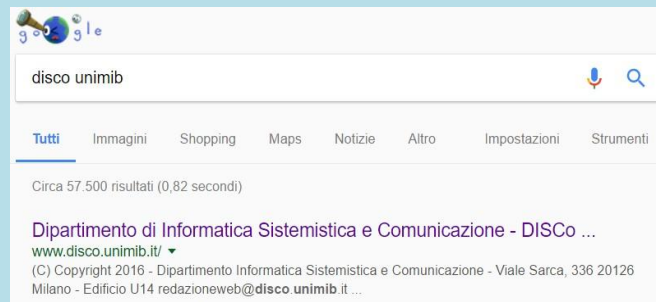 google
disco unimib
Tutti Immagini Shopping Maps Notizie Altro Impostazioni Strumenti
Circa 57.500 risultati (0,82 secondi)
Dipartimento di Informatica Sistemistica e Comunicazione - DISCo ...
www.disco.unimib.it/
(C) Copyright 2016 - Dipartimento Informatica Sistemistica e Comunicazione - Viale Sarca, 336 20126
Milano - Edificio U14 redazioneweb@disco.unimib.it ...